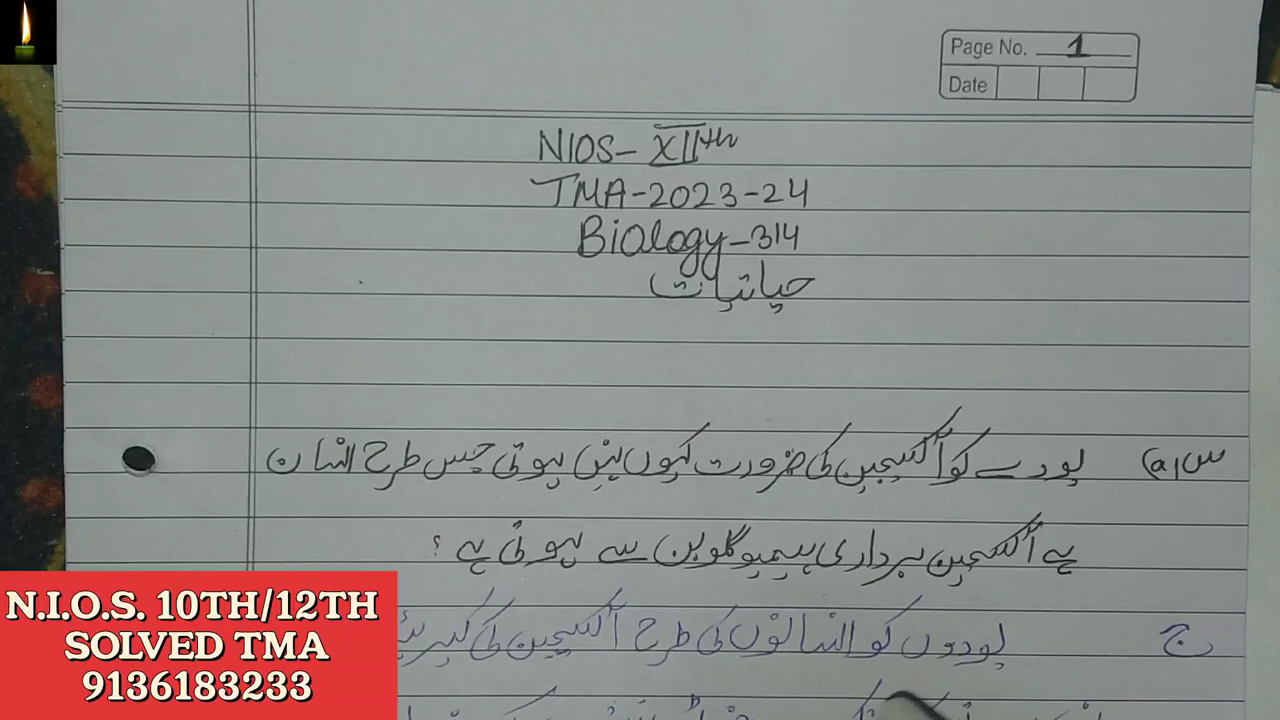 Page No. 1
Date
NIOS- XIIth
TMA-2023-24
Biology-314
حیاتیات
س(a) پودے کو آکسیجن کی ضرورت کیوں نہیں ہوتی جس طرح انسان
ہے آکسیجن برداری ہیموگلوبن سے ہوتی ہے؟
ج پودوں کو انسانوں کی طرح آکسیجن کی
N.I.O.S. 10TH/12TH
SOLVED TMA
9136183233